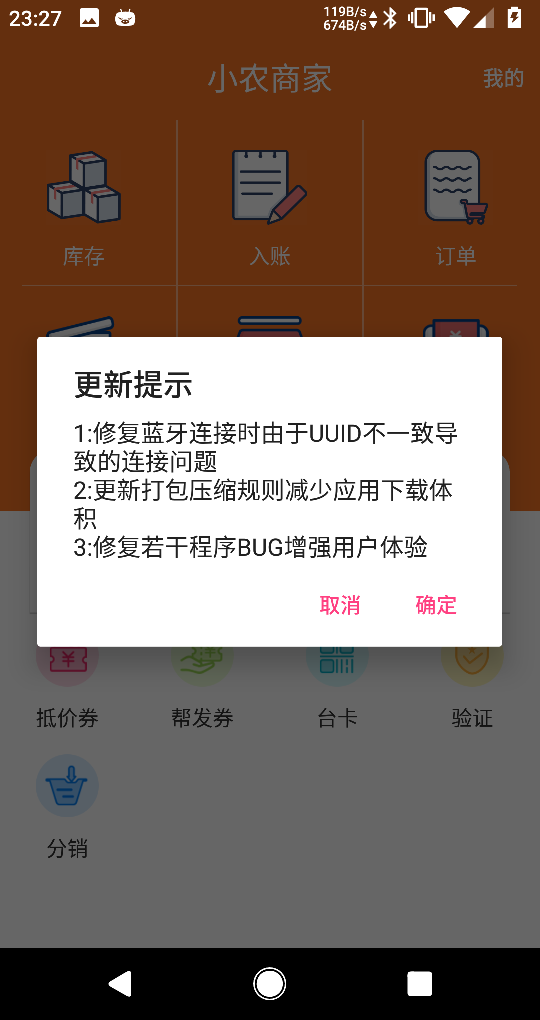 23:27
119B/s
674B/s
小农商家
我的
库存
入账
订单
更新提示
1:修复蓝牙连接时由于UUID不一致导
致的连接问题
2:更新打包压缩规则减少应用下载体
积
3:修复若干程序BUG增强用户体验
取消
确定
抵价券
帮发券
台卡
验证
分销